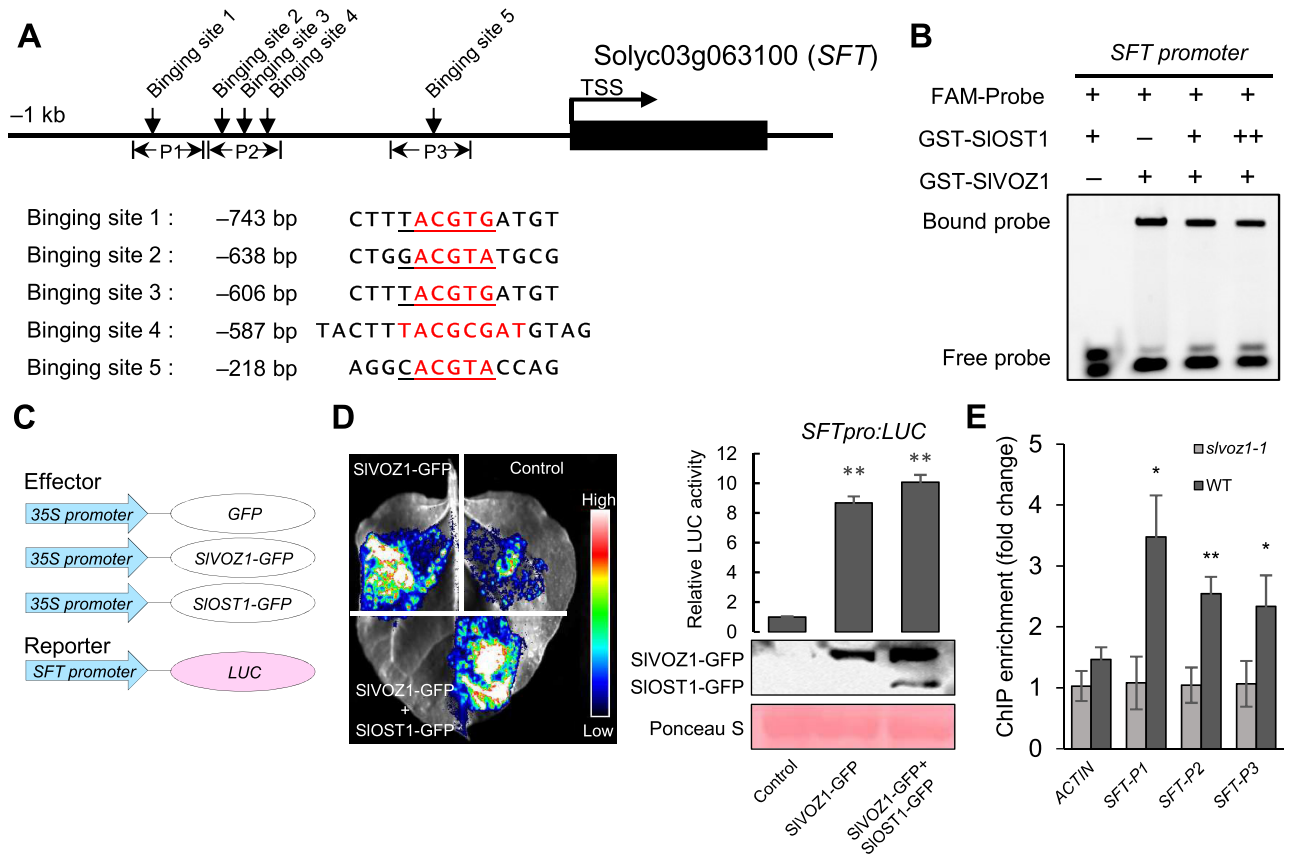 A
Binging site 1
Binging site 2
Binging site 3
Binging site 4
Binging site 5
Solyc03g063100 (SFT)
TSS
–1 kb
P1
P2
P3
Binging site 1 : –743 bp CTTTACGTGATGT
Binging site 2 : –638 bp CTGGACGTATGCG
Binging site 3 : –606 bp CTTTACGTGATGT
Binging site 4 : –587 bp TACTTTACGCGATGTAG
Binging site 5 : –218 bp AGGCACGTACCAG
B
SFT promoter
FAM-Probe + + + +
GST-SlOST1 + – + ++
GST-SlVOZ1 – + + +
Bound probe
Free probe
C
Effector
35S promoter GFP
35S promoter SlVOZ1-GFP
35S promoter SlOST1-GFP
Reporter
SFT promoter LUC
D
SlVOZ1-GFP
Control
SlVOZ1-GFP
+
SlOST1-GFP
High
Low
SFTpro:LUC
Relative LUC activity
12
10
8
6
4
2
0
**
**
SlVOZ1-GFP
SlOST1-GFP
Ponceau S
Control
SlVOZ1-GFP
SlVOZ1-GFP+
SlOST1-GFP
E
ChIP enrichment (fold change)
5
4
3
2
1
0
slvoz1-1
WT
*
**
*
ACTIN
SFT-P1
SFT-P2
SFT-P3